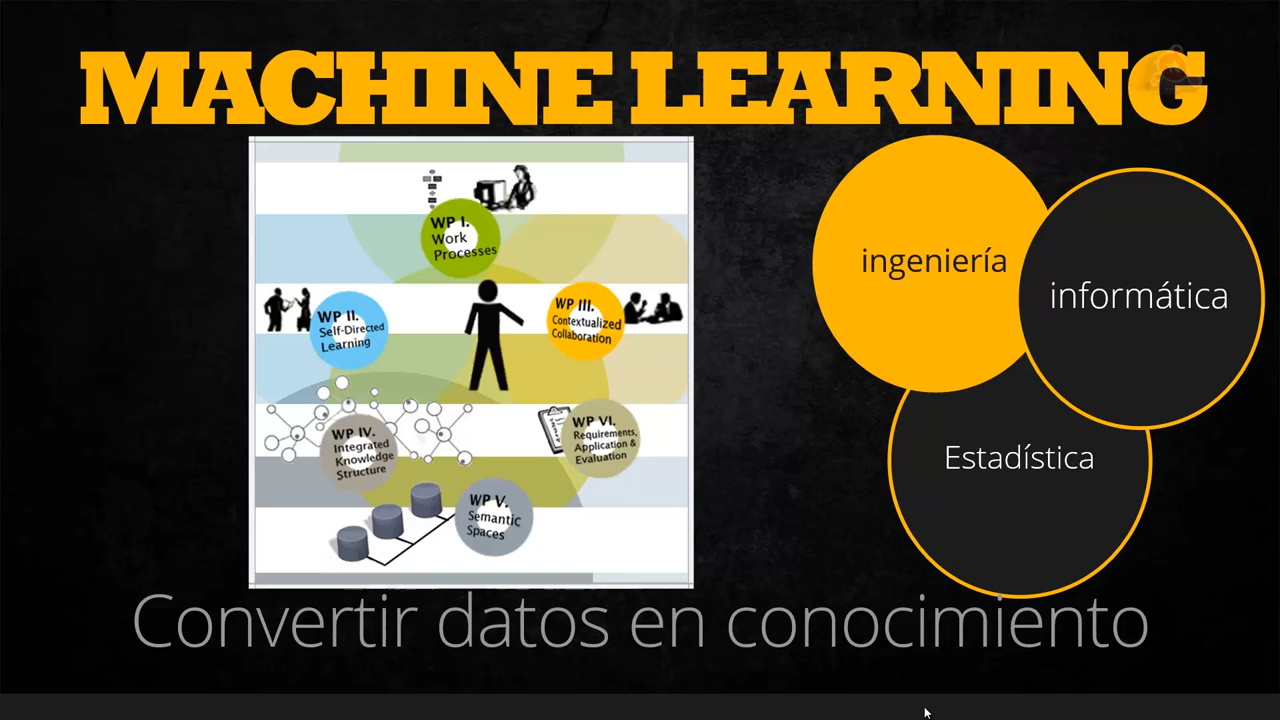 MACHINE LEARNING
WP I.
Work
Processes
WP II.
Self-Directed
Learning
WP III.
Contextualized
Collaboration
WP IV.
Integrated
Knowledge
Structure
WP VI.
Requirements,
Application &
Evaluation
WP V.
Semantic
Spaces
ingeniería
informática
Estadística
Convertir datos en conocimiento